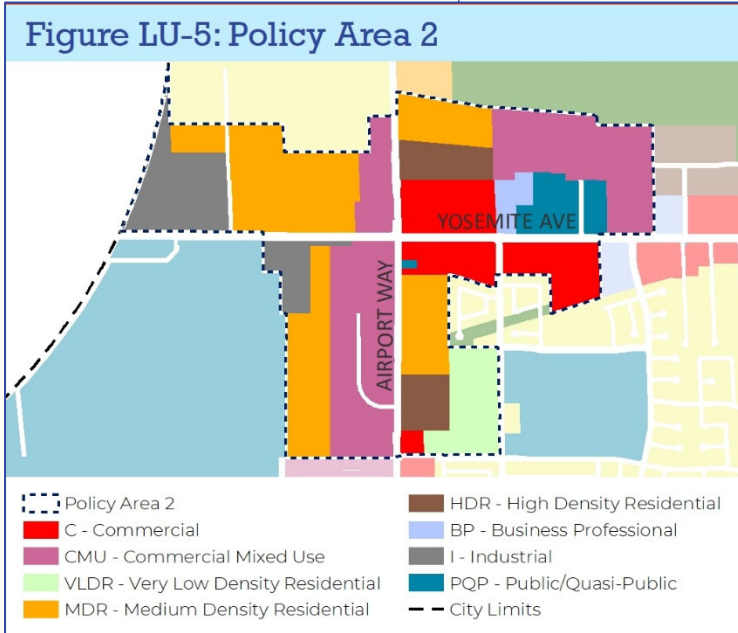 Figure LU-5: Policy Area 2
YOSEMITE AVE
AIRPORT WAY
Policy Area 2
C - Commercial
CMU - Commercial Mixed Use
VLDR - Very Low Density Residential
MDR - Medium Density Residential
HDR - High Density Residential
BP - Business Professional
I - Industrial
PQP - Public/Quasi-Public
City Limits